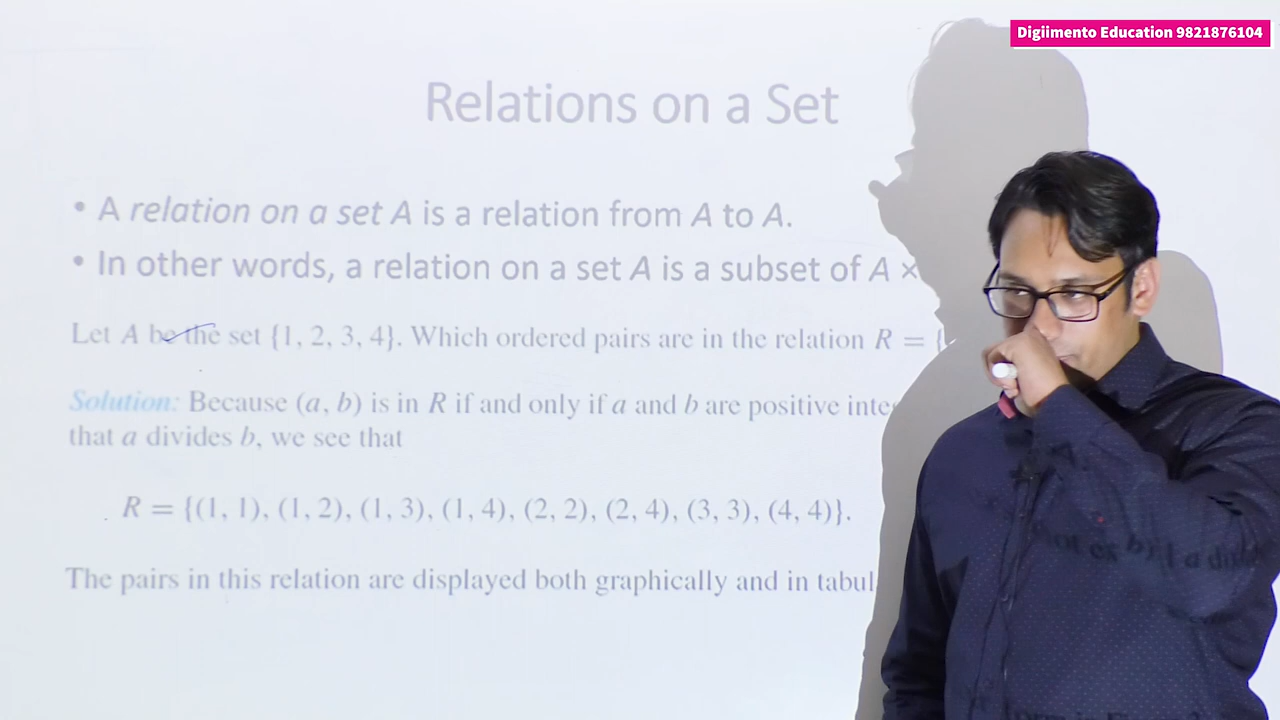 Digiimento Education 9821876104
Relations on a Set
• A relation on a set A is a relation from A to A.
• In other words, a relation on a set A is a subset of A ×
Let A be the set {1, 2, 3, 4}. Which ordered pairs are in the relation R = {
Solution: Because (a, b) is in R if and only if a and b are positive inte
that a divides b, we see that
R = {(1, 1), (1, 2), (1, 3), (1, 4), (2, 2), (2, 4), (3, 3), (4, 4)}.
The pairs in this relation are displayed both graphically and in tabul